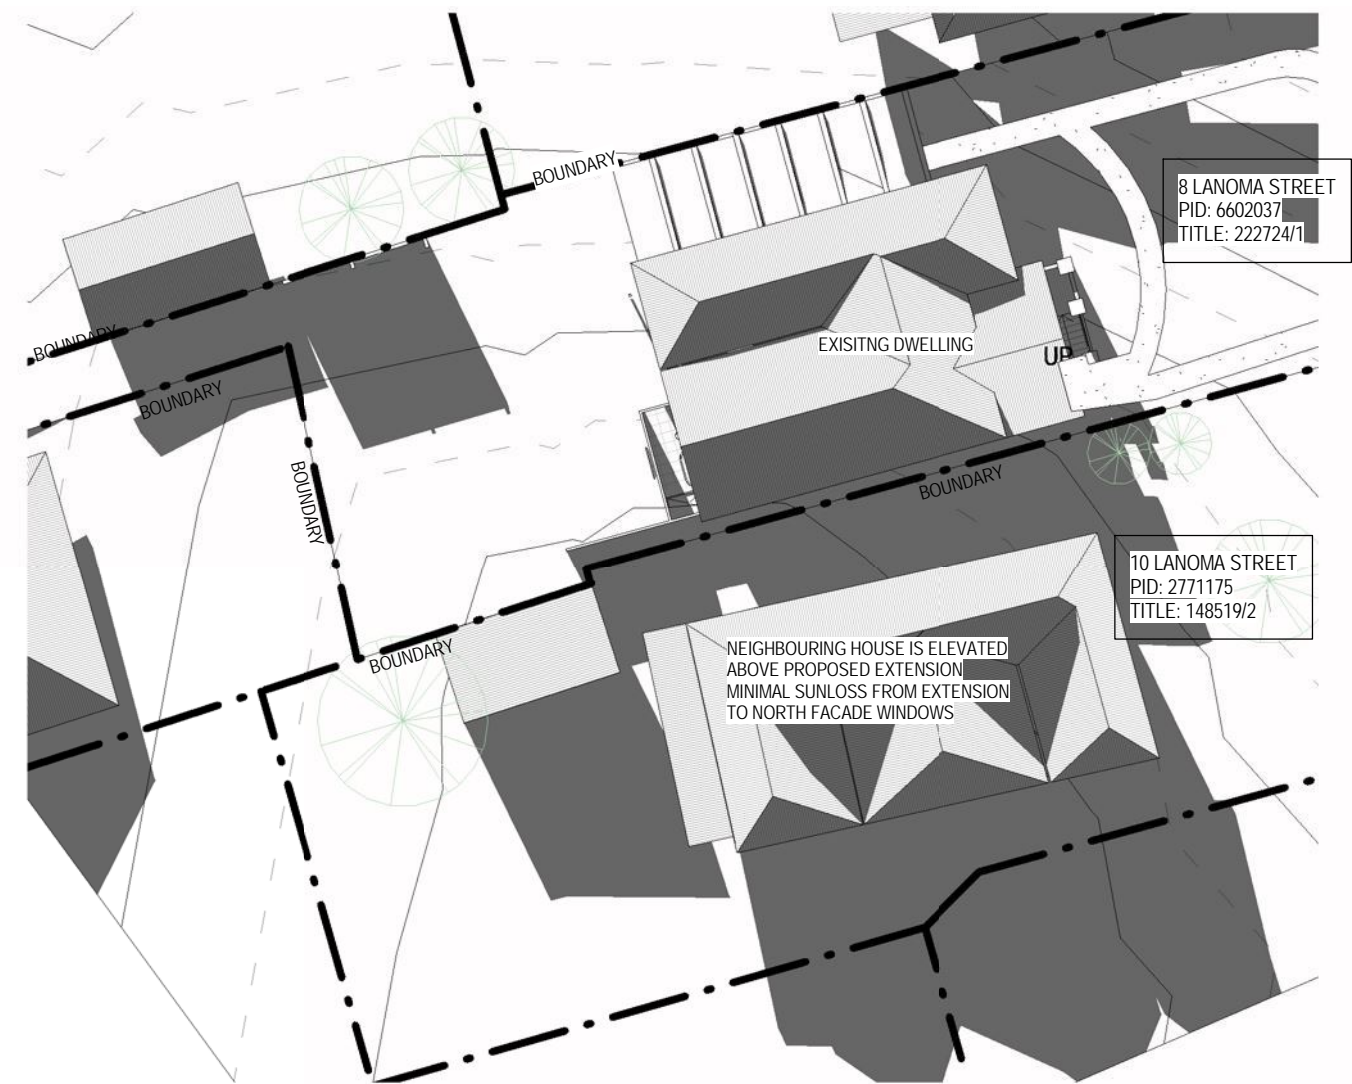 BOUNDARY
8 LANOMA STREET
PID: 6602037
TITLE: 222724/1
BOUNDARY
EXISITNG DWELLING
UP
BOUNDARY
BOUNDARY
BOUNDARY
10 LANOMA STREET
PID: 2771175
TITLE: 148519/2
BOUNDARY
NEIGHBOURING HOUSE IS ELEVATED
ABOVE PROPOSED EXTENSION
MINIMAL SUNLOSS FROM EXTENSION
TO NORTH FACADE WINDOWS